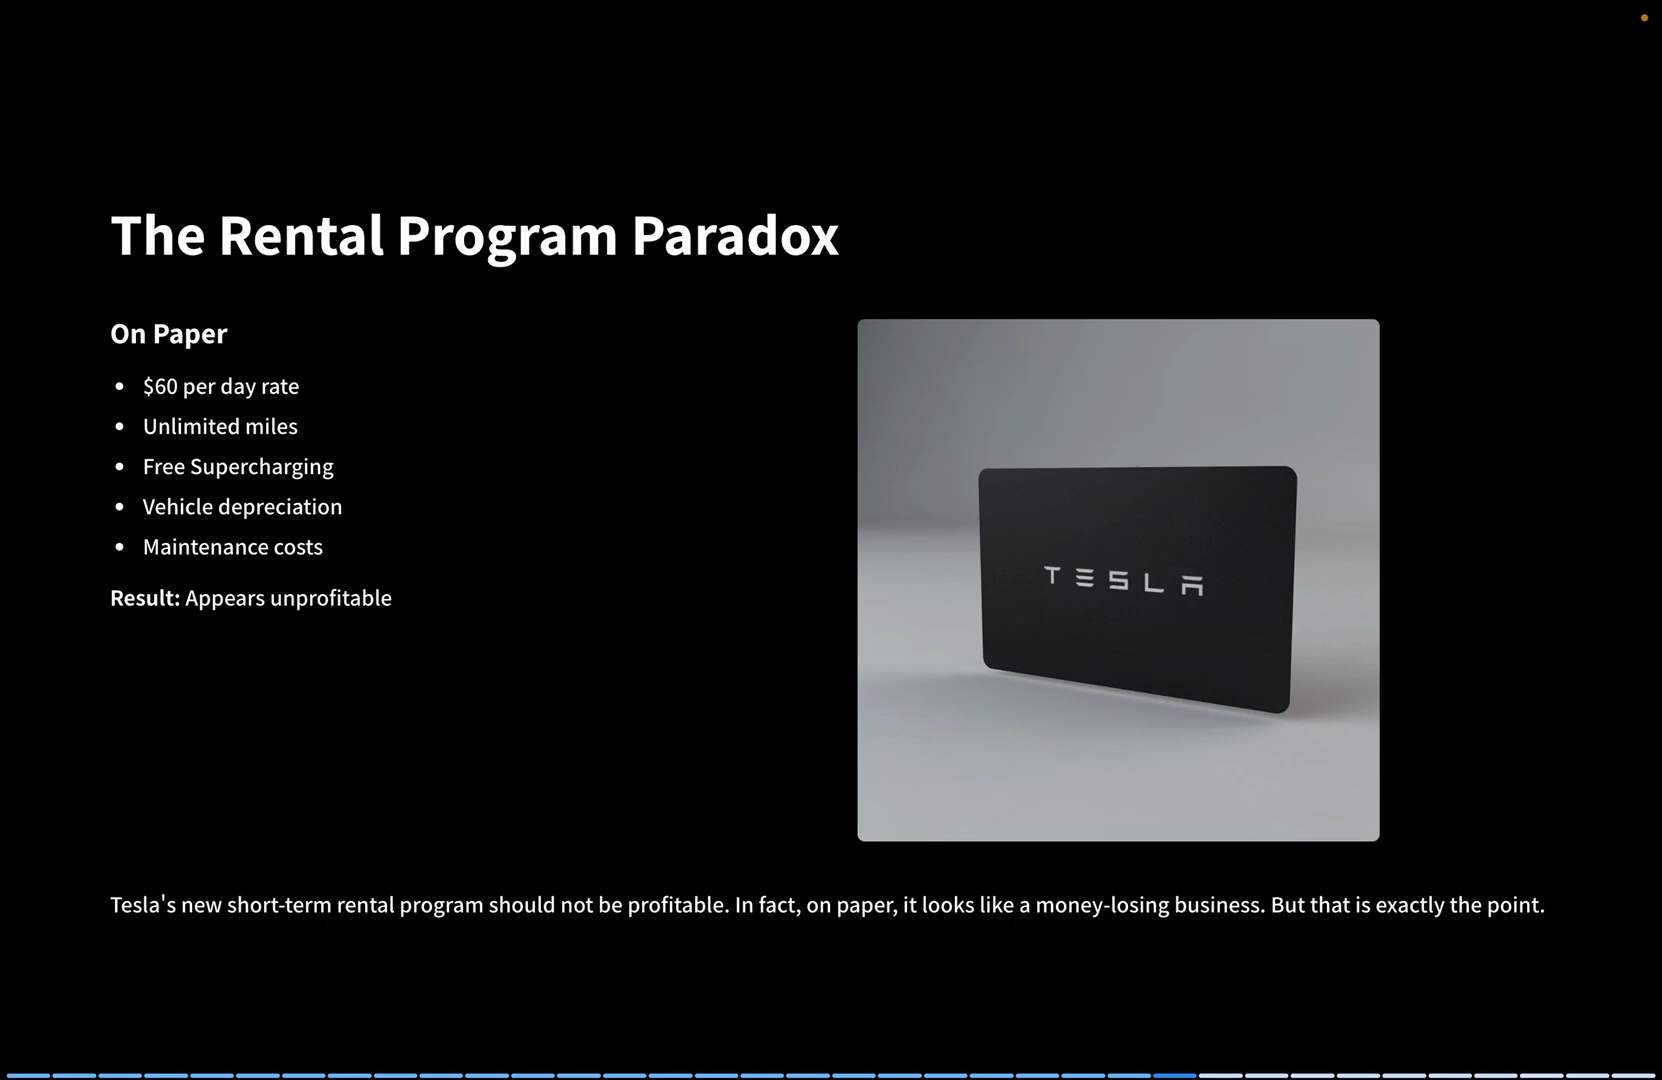 The Rental Program Paradox
On Paper
• $60 per day rate
• Unlimited miles
• Free Supercharging
• Vehicle depreciation
• Maintenance costs
Result: Appears unprofitable
TESLA
Tesla's new short-term rental program should not be profitable. In fact, on paper, it looks like a money-losing business. But that is exactly the point.